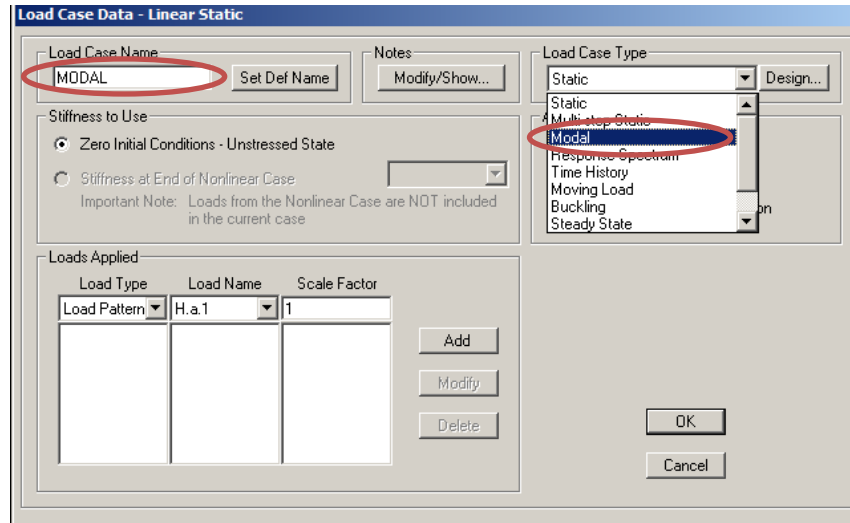 Load Case Data - Linear Static
Load Case Name
MODAL
Set Def Name
Notes
Modify/Show...
Load Case Type
Static
Design...
Static
Multi-step Static
Modal
Response Spectrum
Time History
Moving Load
Buckling
Steady State
Stiffness to Use
Zero Initial Conditions - Unstressed State
Stiffness at End of Nonlinear Case
Important Note: Loads from the Nonlinear Case are NOT included
in the current case
Loads Applied
Load Type Load Name Scale Factor
Load Pattern H.a.1 1
Add
Modify
Delete
OK
Cancel